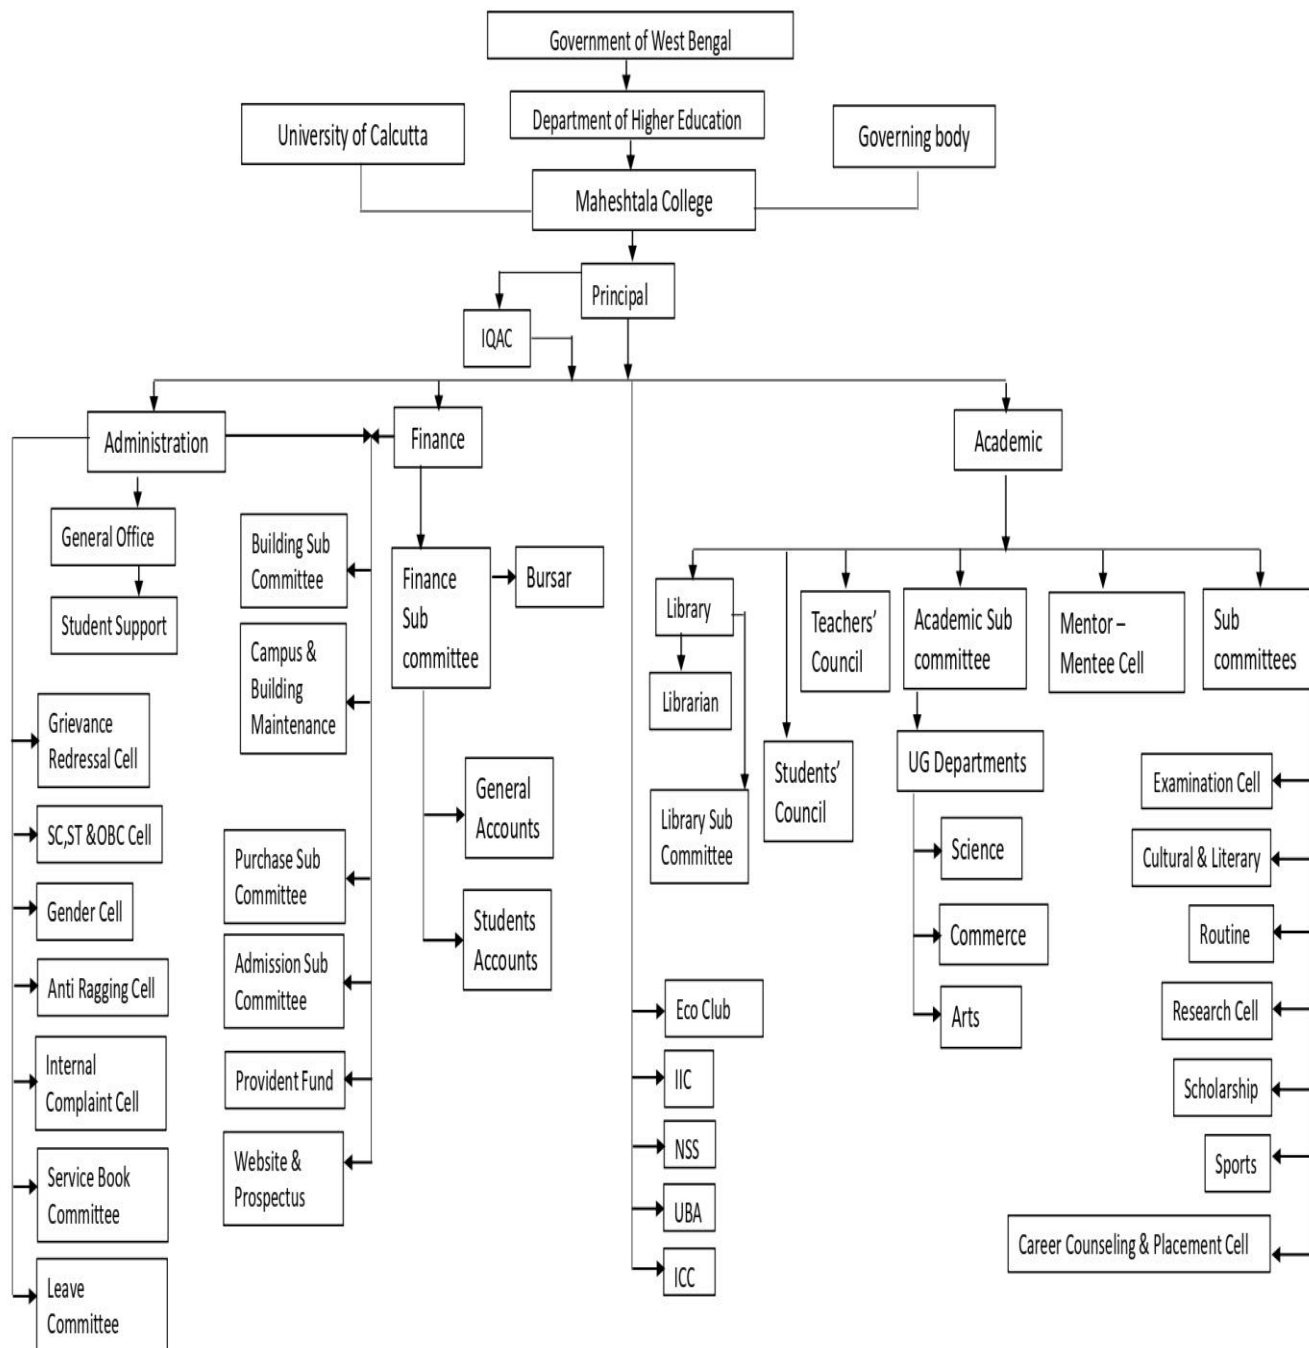 Government of West Bengal
Department of Higher Education
University of Calcutta
Governing body
Maheshtala College
Principal
IQAC
Administration
Finance
Academic
General Office
Student Support
Grievance
Redressal Cell
SC,ST &OBC Cell
Gender Cell
Anti Ragging Cell
Internal
Complaint Cell
Service Book
Committee
Leave
Committee
Building Sub
Committee
Campus &
Building
Maintenance
Purchase Sub
Committee
Admission Sub
Committee
Provident Fund
Website &
Prospectus
Finance
Sub
committee
Bursar
General
Accounts
Students
Accounts
Library
Librarian
Library Sub
Committee
Students’
Council
Teachers’
Council
Academic Sub
committee
UG Departments
Science
Commerce
Arts
Mentor –
Mentee Cell
Sub
committees
Examination Cell
Cultural & Literary
Routine
Research Cell
Scholarship
Sports
Career Counseling & Placement Cell
Eco Club
IIC
NSS
UBA
ICC